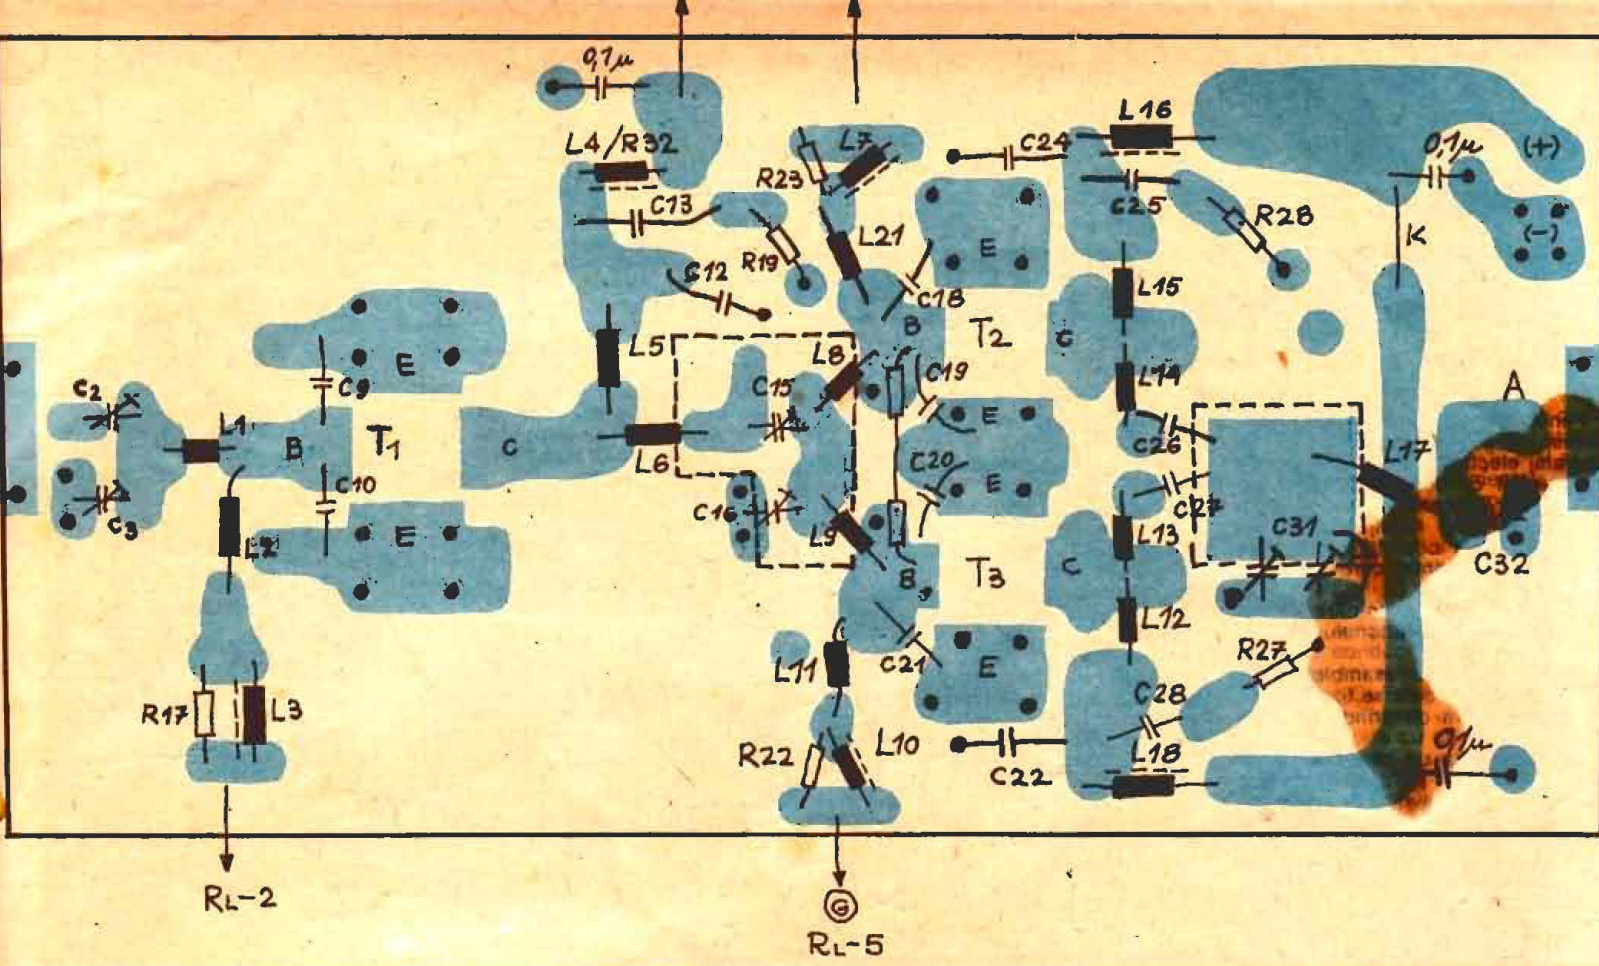 0,1µ
L4/R32
C13
R19
C12
R23
L7
L21
C18
C24
L16
C25
R28
0,1µ
(+)
(-)
K
E
B
T2
C
L15
L14
C26
E
C9
C2
L1
B
T1
C
C10
C3
L2
E
L5
L6
C15
L8
C16
L9
C19
E
C20
E
B
T3
C
L13
L12
C27
L17
C31
A
C32
C21
E
L11
R27
C28
L18
R17
L3
R22
L10
C22
0,1µ
RL-2
G
RL-5